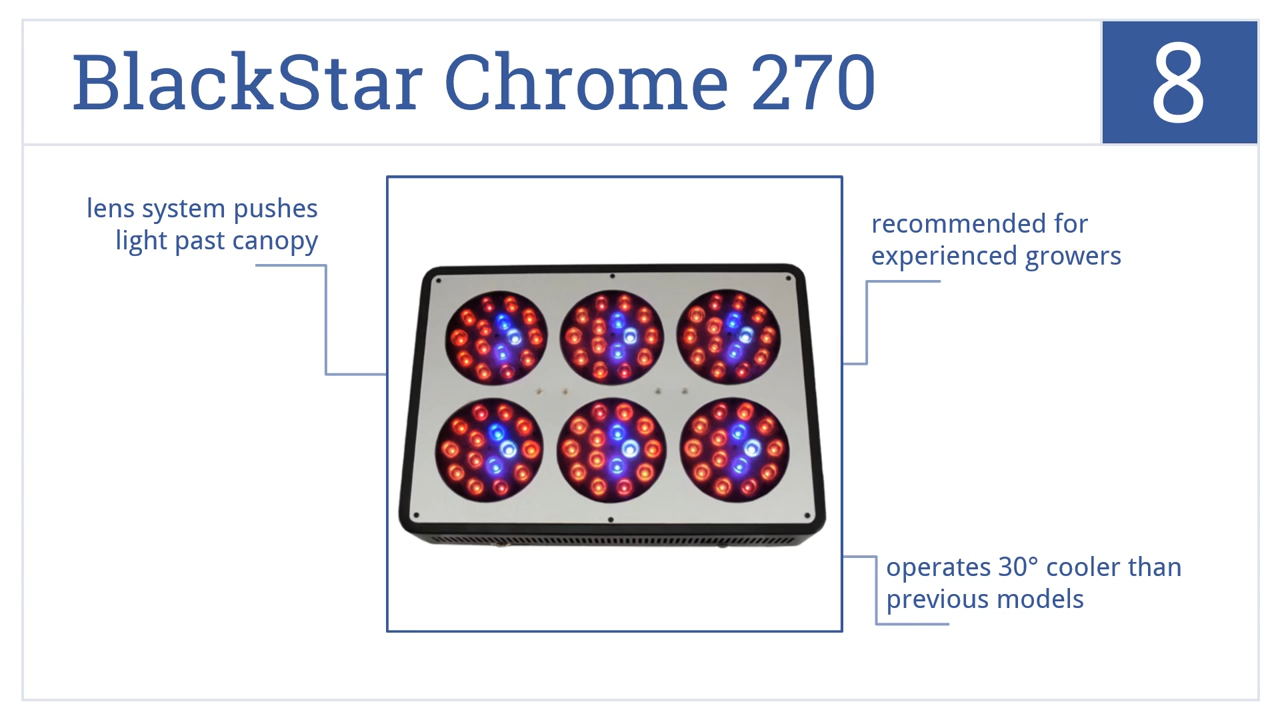 BlackStar Chrome 270
8
lens system pushes
light past canopy
recommended for
experienced growers
operates 30° cooler than
previous models